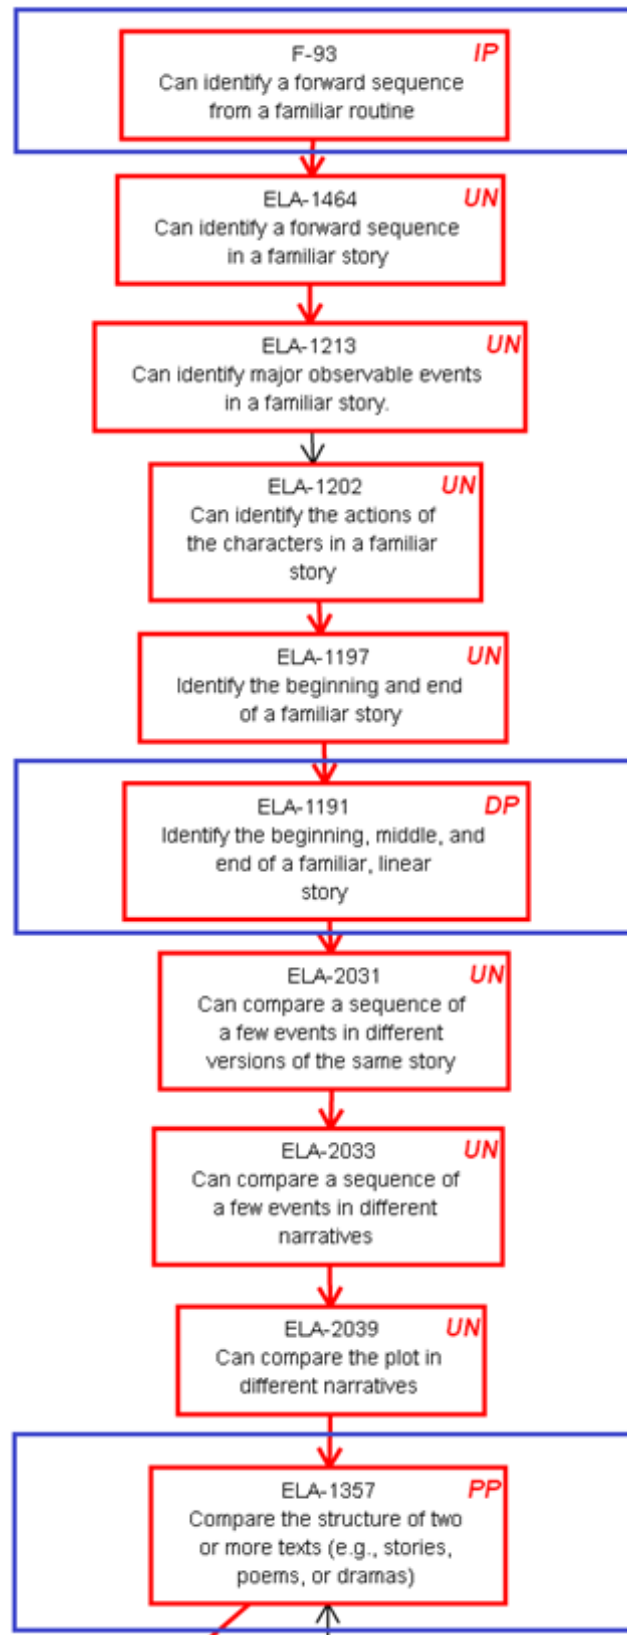 F-93 IP
Can identify a forward sequence
from a familiar routine
ELA-1464 UN
Can identify a forward sequence
in a familiar story
ELA-1213 UN
Can identify major observable events
in a familiar story.
ELA-1202 UN
Can identify the actions of
the characters in a familiar
story
ELA-1197 UN
Identify the beginning and end
of a familiar story
ELA-1191 DP
Identify the beginning, middle, and
end of a familiar, linear
story
ELA-2031 UN
Can compare a sequence of
a few events in different
versions of the same story
ELA-2033 UN
Can compare a sequence of
a few events in different
narratives
ELA-2039 UN
Can compare the plot in
different narratives
ELA-1357 PP
Compare the structure of two
or more texts (e.g., stories,
poems, or dramas)